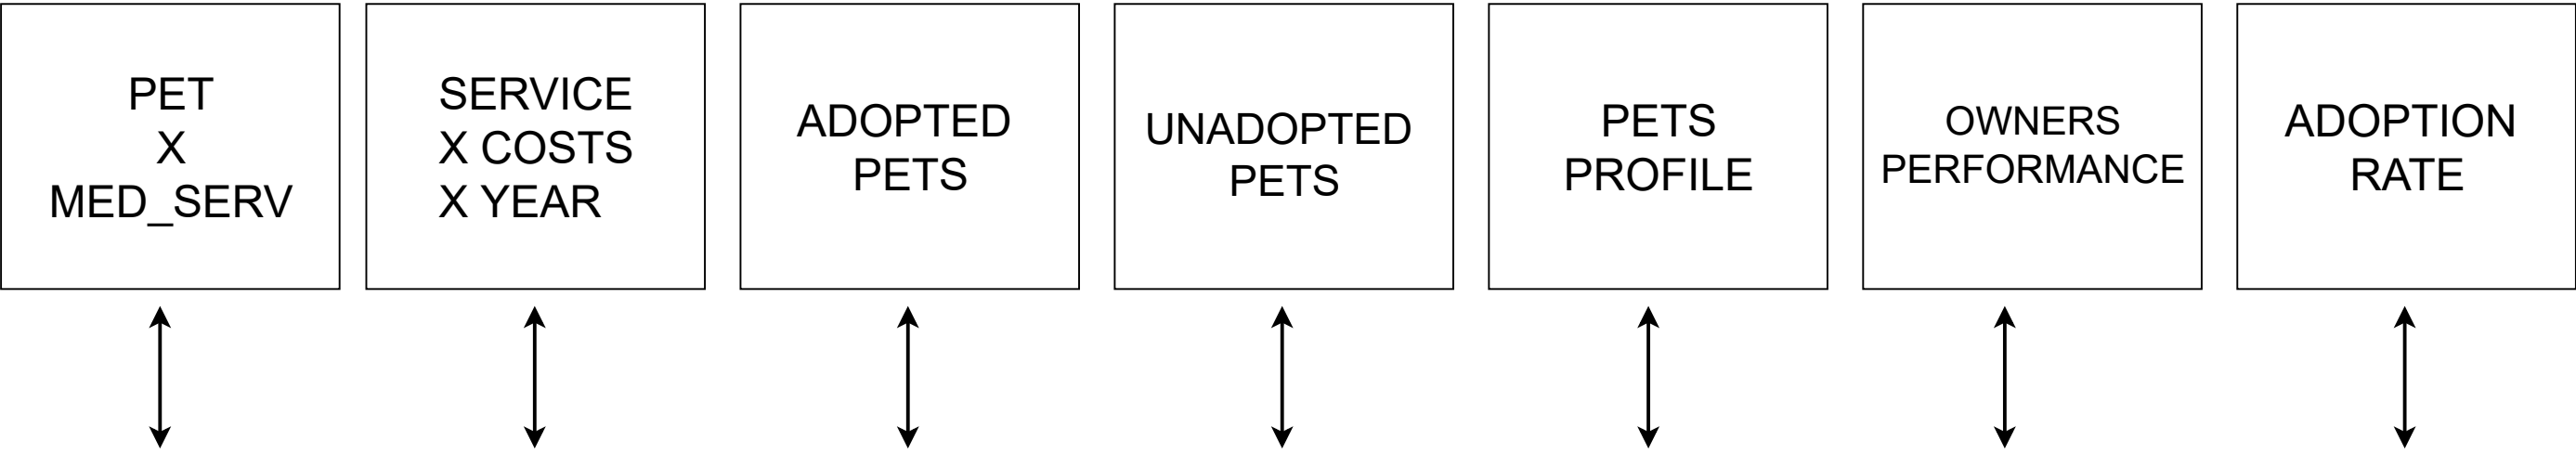 PET
X
MED_SERV
SERVICE
X COSTS
X YEAR
ADOPTED
PETS
UNADOPTED
PETS
PETS
PROFILE
OWNERS
PERFORMANCE
ADOPTION
RATE